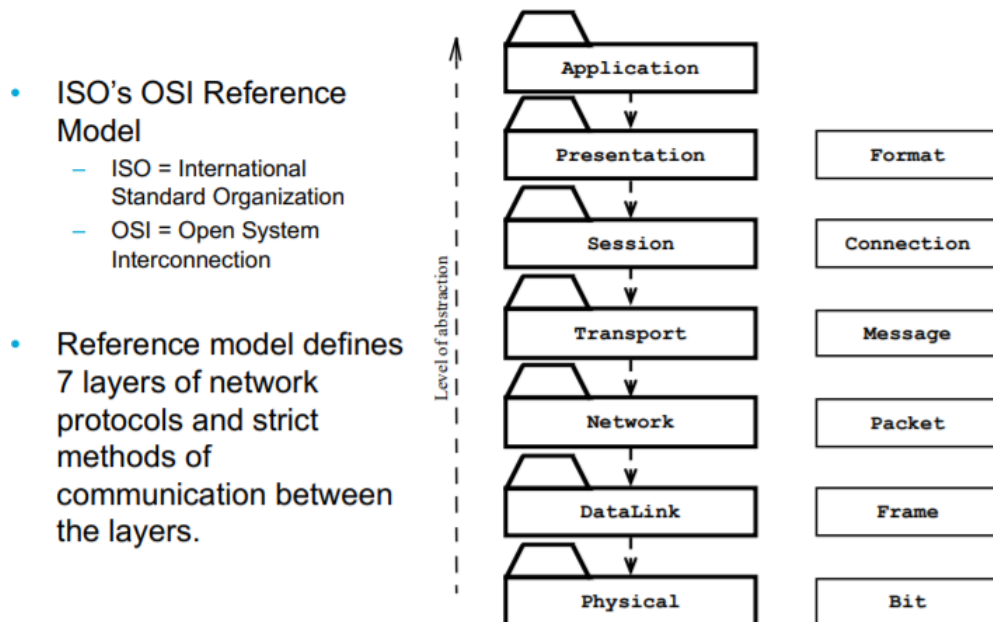 • ISO’s OSI Reference
Model
– ISO = International
Standard Organization
– OSI = Open System
Interconnection
• Reference model defines
7 layers of network
protocols and strict
methods of
communication between
the layers.
Level of abstraction
Application
Presentation
Format
Session
Connection
Transport
Message
Network
Packet
DataLink
Frame
Physical
Bit